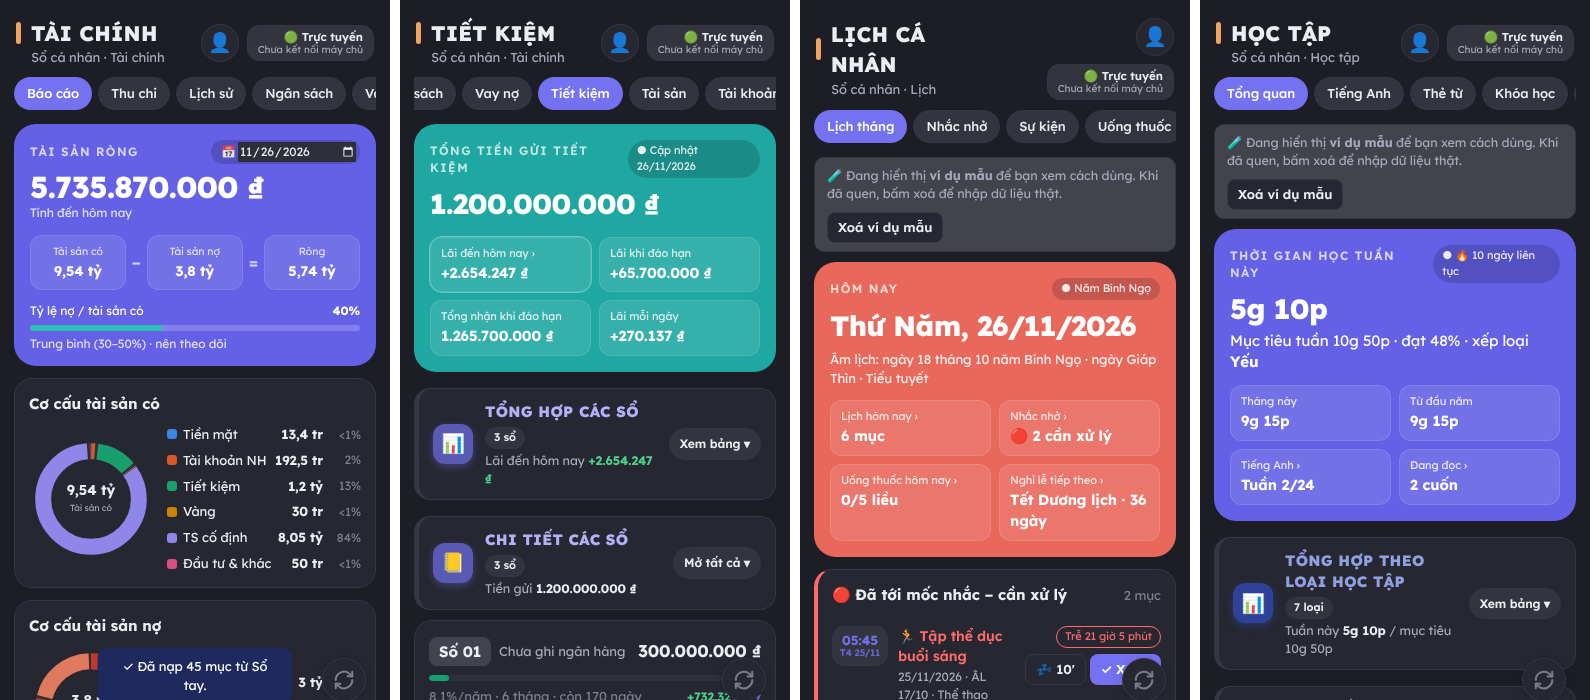 TÀI CHÍNH
Sổ cá nhân · Tài chính
Trực tuyến
Chưa kết nối máy chủ
Báo cáo
Thu chi
Lịch sử
Ngân sách
TÀI SẢN RÒNG
11/26/2026
5.735.870.000 ₫
Tính đến hôm nay
Tài sản có
9,54 tỷ
–
Tài sản nợ
3,8 tỷ
=
Ròng
5,74 tỷ
Tỷ lệ nợ / tài sản có
40%
Trung bình (30–50%) · nên theo dõi
Cơ cấu tài sản có
9,54 tỷ
Tài sản có
Tiền mặt 13,4 tr <1%
Tài khoản NH 192,5 tr 2%
Tiết kiệm 1,2 tỷ 13%
Vàng 30 tr <1%
TS cố định 8,05 tỷ 84%
Đầu tư & khác 50 tr <1%
Cơ cấu tài sản nợ
✓ Đã nạp 45 mục từ Sổ
tay.
3 tỷ
TIẾT KIỆM
Sổ cá nhân · Tài chính
Trực tuyến
Chưa kết nối máy chủ
sách
Vay nợ
Tiết kiệm
Tài sản
Tài khoản
TỔNG TIỀN GỬI TIẾT
KIỆM
Cập nhật
26/11/2026
1.200.000.000 ₫
Lãi đến hôm nay ›
+2.654.247 ₫
Lãi khi đáo hạn
+65.700.000 ₫
Tổng nhận khi đáo hạn
1.265.700.000 ₫
Lãi mỗi ngày
+270.137 ₫
TỔNG HỢP CÁC SỔ
3 sổ
Lãi đến hôm nay +2.654.247
₫
Xem bảng ▾
CHI TIẾT CÁC SỔ
3 sổ
Tiền gửi 1.200.000.000 ₫
Mở tất cả ▾
Số 01
Chưa ghi ngân hàng
300.000.000 ₫
8.1%/năm · 6 tháng · còn 170 ngày
LỊCH CÁ
NHÂN
Sổ cá nhân · Lịch
Trực tuyến
Chưa kết nối máy chủ
Lịch tháng
Nhắc nhở
Sự kiện
Uống thuốc
Đang hiển thị ví dụ mẫu để bạn xem cách dùng. Khi
đã quen, bấm xoá để nhập dữ liệu thật.
Xoá ví dụ mẫu
HÔM NAY
Năm Bính Ngọ
Thứ Năm, 26/11/2026
Âm lịch: ngày 18 tháng 10 năm Bính Ngọ · ngày Giáp
Thìn · Tiểu tuyết
Lịch hôm nay ›
6 mục
Nhắc nhở ›
2 cần xử lý
Uống thuốc hôm nay ›
0/5 liều
Nghỉ lễ tiếp theo ›
Tết Dương lịch · 36
ngày
Đã tới mốc nhắc – cần xử lý
2 mục
05:45
T4 25/11
Tập thể dục
buổi sáng
25/11/2026 · ÂL
17/10 · Thể thao
Trễ 21 giờ 5 phút
10'
✓
HỌC TẬP
Sổ cá nhân · Học tập
Trực tuyến
Chưa kết nối máy chủ
Tổng quan
Tiếng Anh
Thẻ từ
Khóa học
Đang hiển thị ví dụ mẫu để bạn xem cách dùng. Khi
đã quen, bấm xoá để nhập dữ liệu thật.
Xoá ví dụ mẫu
THỜI GIAN HỌC TUẦN
NÀY
10 ngày liên
tục
5g 10p
Mục tiêu tuần 10g 50p · đạt 48% · xếp loại
Yếu
Tháng này
9g 15p
Từ đầu năm
9g 15p
Tiếng Anh ›
Tuần 2/24
Đang đọc ›
2 cuốn
TỔNG HỢP THEO
LOẠI HỌC TẬP
7 loại
Tuần này 5g 10p / mục tiêu
10g 50p
Xem bảng ▾